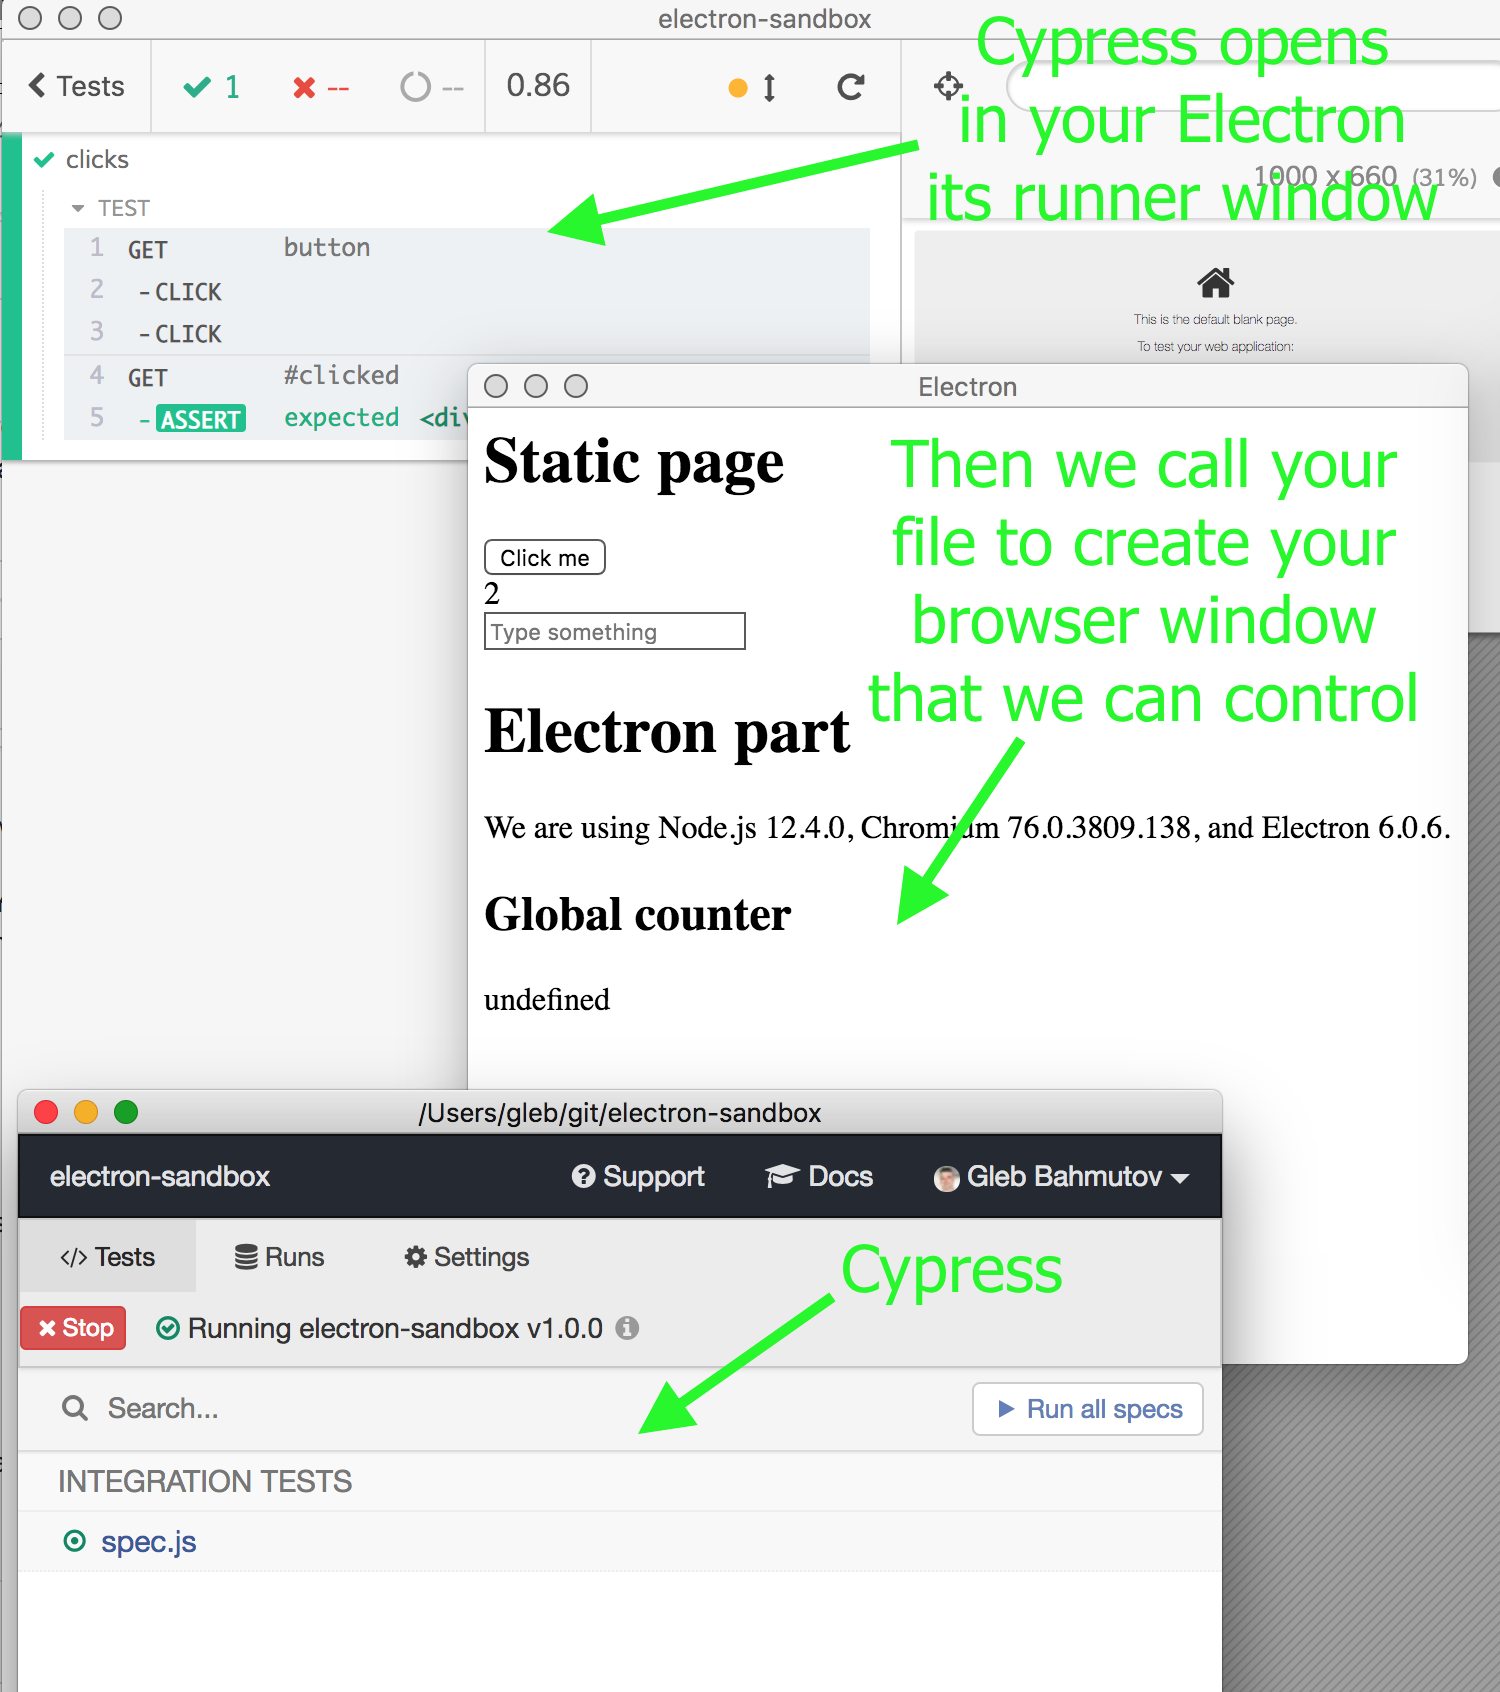 electron-sandbox
Tests 1 -- -- 0.86
Cypress opens
in your Electron
its runner window
1000 x 660 (31%)
clicks
TEST
1 GET button
2 -CLICK
3 -CLICK
4 GET #clicked
5 -ASSERT expected <div
This is the default blank page.
To test your web application:
Electron
Static page
Click me
2
Type something
Then we call your
file to create your
browser window
that we can control
Electron part
We are using Node.js 12.4.0, Chromium 76.0.3809.138, and Electron 6.0.6.
Global counter
undefined
/Users/gleb/git/electron-sandbox
electron-sandbox Support Docs Gleb Bahmutov
</> Tests Runs Settings
Cypress
Stop Running electron-sandbox v1.0.0
Search... Run all specs
INTEGRATION TESTS
spec.js